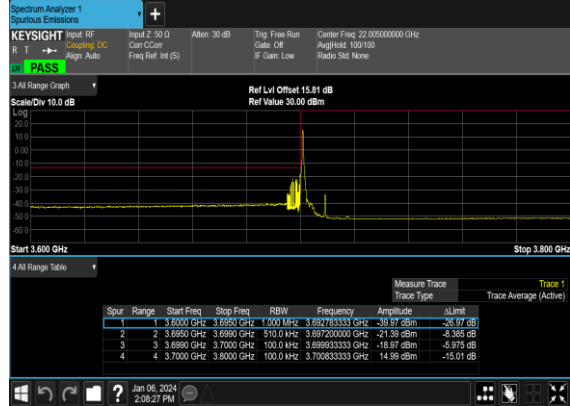 Spectrum Analyzer 1
Spurious Emissions
+
KEYSIGHT Input: RF Input Z: 50 Ω Atten: 30 dB Trig: Free Run Center Freq: 22.005000000 GHz
R T Coupling: DC Corr CCorr Gate: Off Avg|Hold: 100/100
Align: Auto Freq Ref: Int (S) IF Gain: Low Radio Std: None
PASS
3 All Range Graph
Ref Lvl Offset 15.81 dB
Scale/Div 10.0 dB Ref Value 30.00 dBm
Log
20.0
10.0
0.00
-10.0
-20.0
-30.0
-40.0
-50.0
-60.0
Start 3.600 GHz Stop 3.800 GHz
4 All Range Table
Measure Trace Trace 1
Trace Type Trace Average (Active)
Spur Range Start Freq Stop Freq RBW Frequency Amplitude ΔLimit
1 1 3.6000 GHz 3.6950 GHz 1.000 MHz 3.692783333 GHz -39.97 dBm -26.97 dB
2 2 3.6950 GHz 3.6990 GHz 510.0 kHz 3.697200000 GHz -21.39 dBm -8.385 dB
3 3 3.6990 GHz 3.7000 GHz 100.0 kHz 3.699933333 GHz -18.97 dBm -5.975 dB
4 4 3.7000 GHz 3.8000 GHz 100.0 kHz 3.700833333 GHz 14.99 dBm -15.01 dB
? Jan 06, 2024
2:08:27 PM